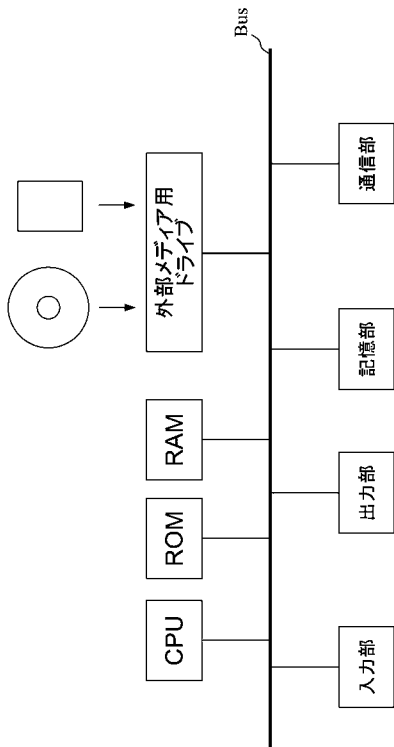 CPU
ROM
RAM
外部メディア用
ドライブ
Bus
入力部
出力部
記憶部
通信部